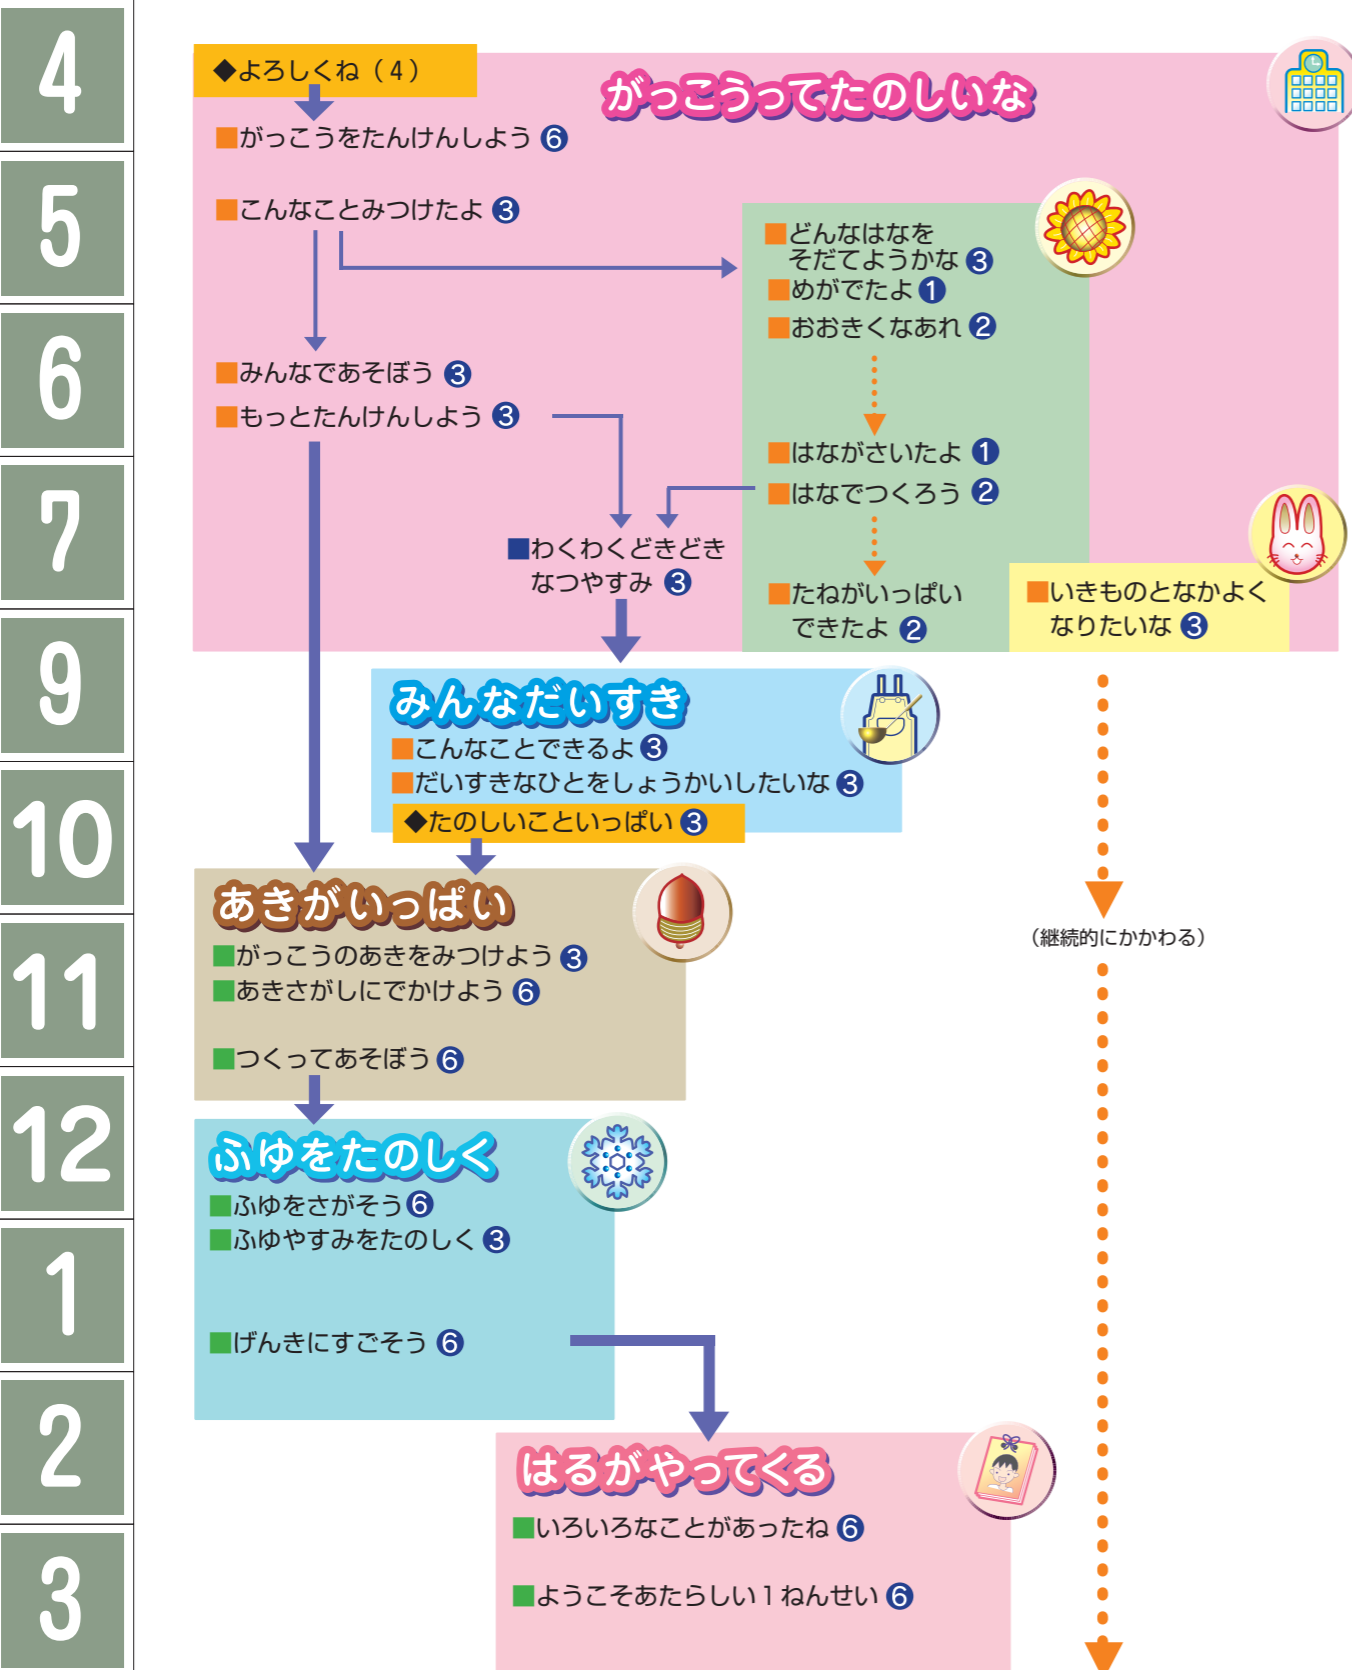 4
5
6
7
9
10
11
12
1
2
3
◆よろしくね（4）
がっこうってたのしいな
■がっこうをたんけんしよう 6
■こんなことみつけたよ 3
■どんなはなを
そだてようかな 3
■めがでたよ 1
■おおきくなあれ 2
■みんなであそぼう 3
■もっとたんけんしよう 3
■はながさいたよ 1
■はなでつくろう 2
■わくわくどきどき
なつやすみ 3
■たねがいっぱい
できたよ 2
■いきものとなかよく
なりたいな 3
みんなだいすき
■こんなことできるよ 3
■だいすきなひとをしょうかいしたいな 3
◆たのしいこといっぱい 3
あきがいっぱい
■がっこうのあきをみつけよう 3
■あきさがしにでかけよう 6
■つくってあそぼう 6
（継続的にかかわる）
ふゆをたのしく
■ふゆをさがそう 6
■ふゆやすみをたのしく 3
■げんきにすごそう 6
はるがやってくる
■いろいろなことがあったね 6
■ようこそあたらしい1ねんせい 6